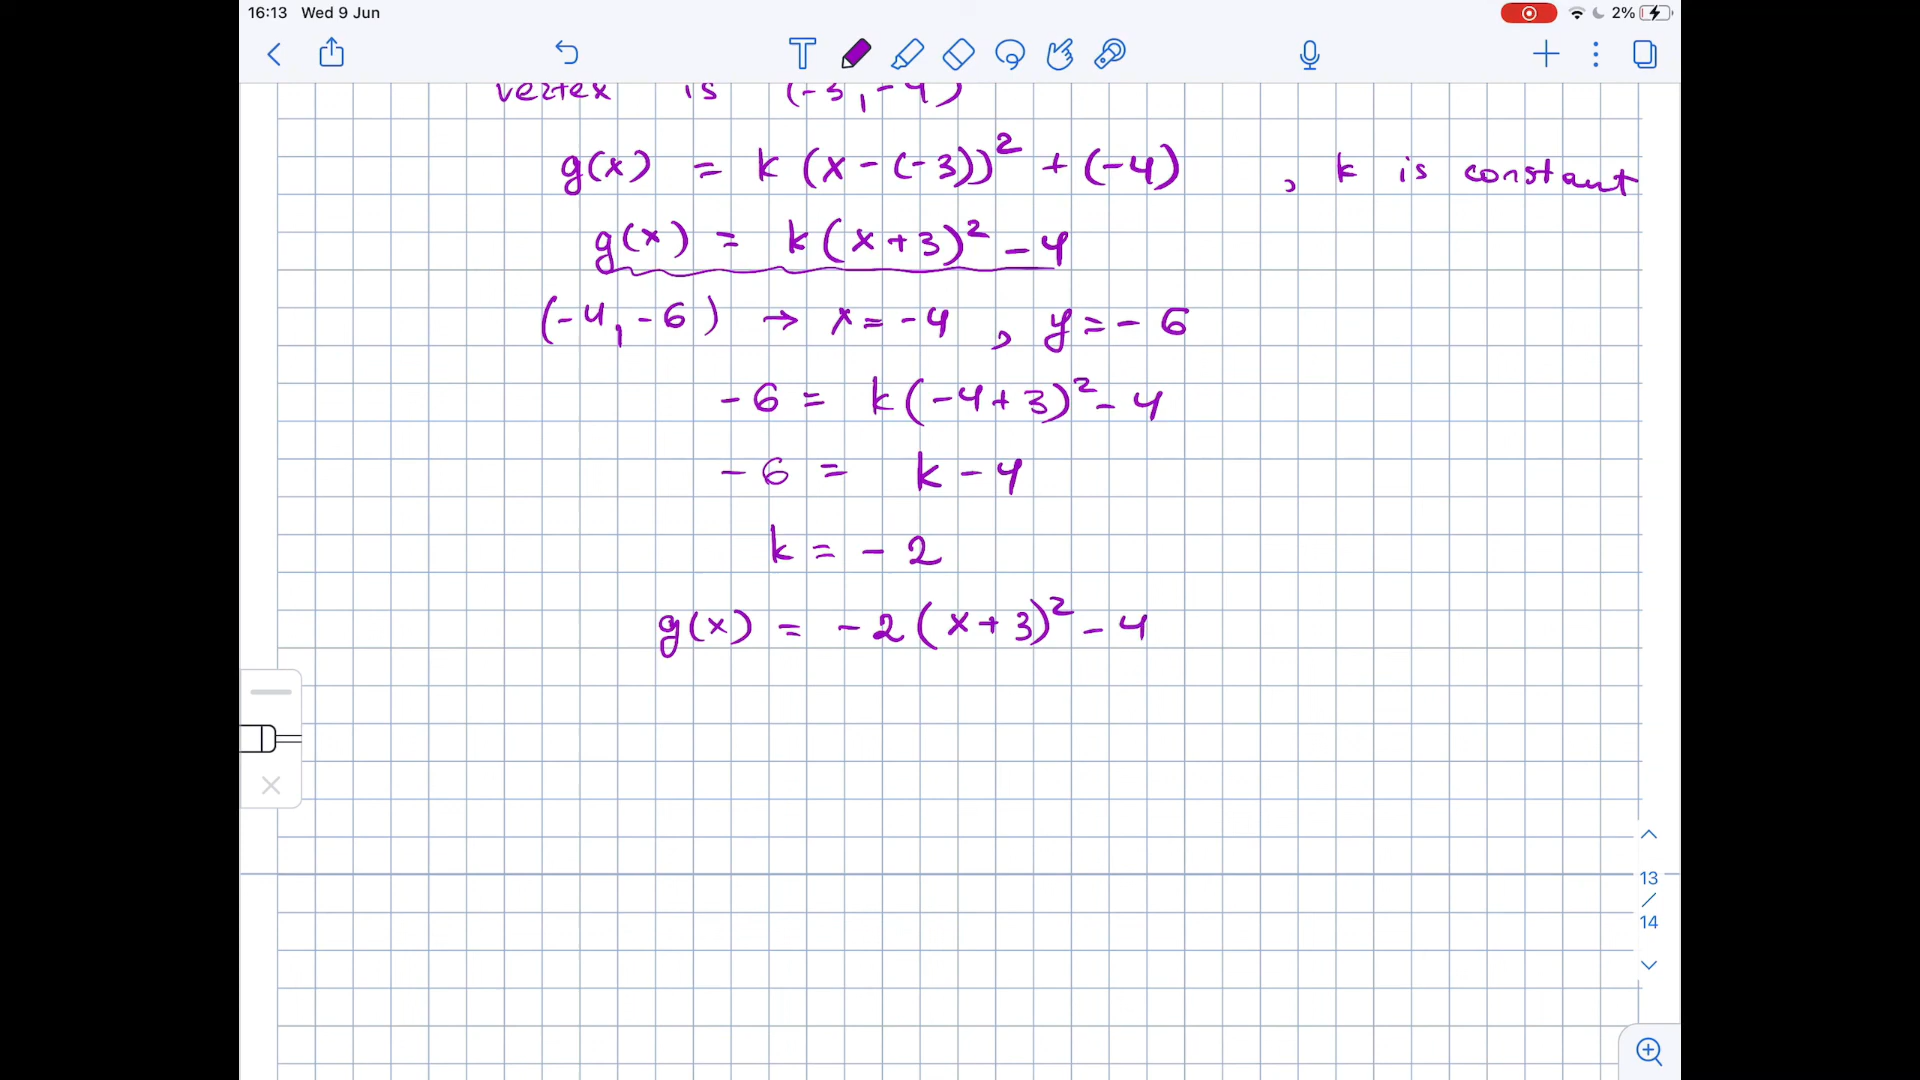 16:13 Wed 9 Jun 2%
vertex is (-3,-4)
g(x) = k (x-(-3))² + (-4) , k is constant
g(x) = k(x+3)² - 4
(-4,-6) → x=-4 , y=-6
-6 = k(-4+3)² - 4
-6 = k-4
k = -2
g(x) = -2(x+3)² - 4
13
/
14